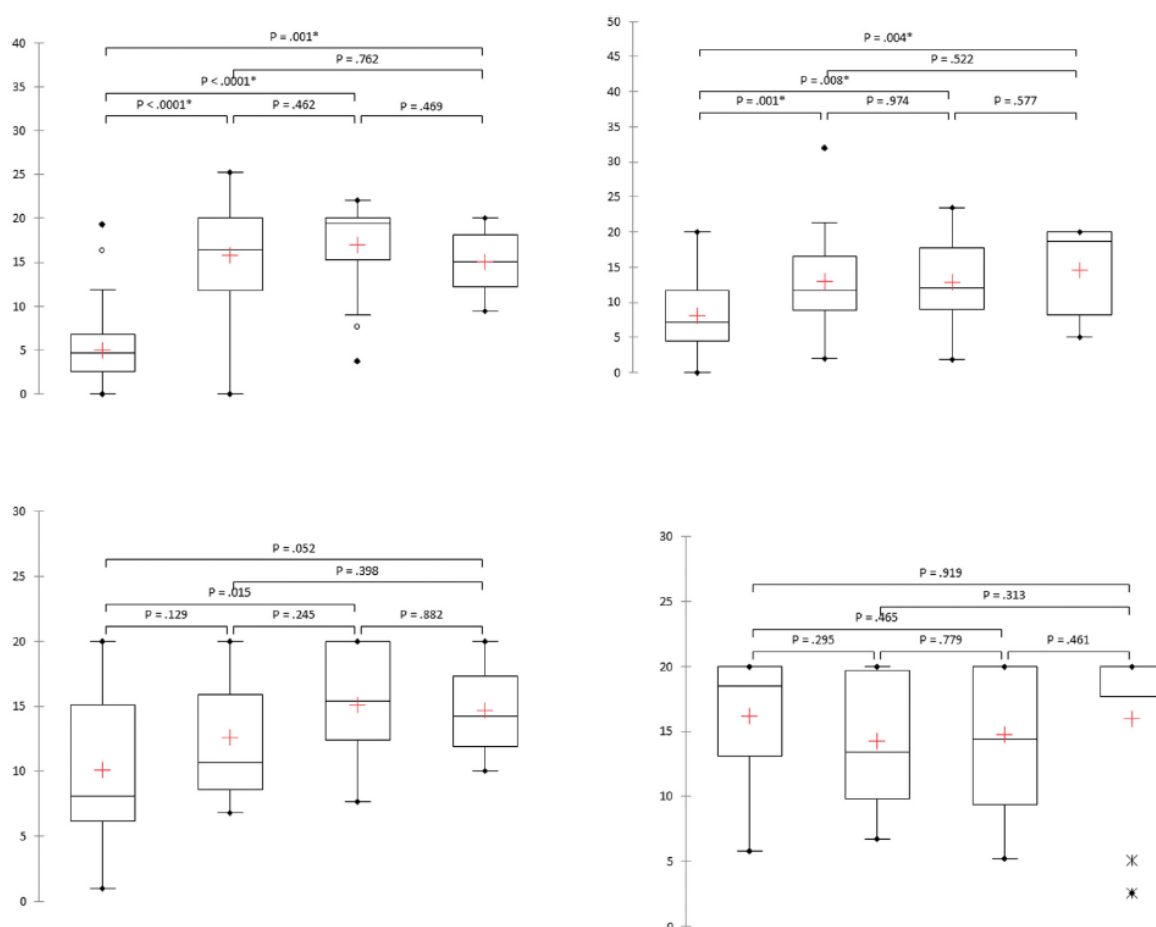 P = .001*
40
P = .762
35
P < .0001*
P < .0001*
P = .462
P = .469
30
25
20
15
10
5
0
50
P = .004*
45
P = .522
P = .008*
40
P = .001*
P = .974
P = .577
35
30
25
20
15
10
5
0
30
P = .052
P = .398
25
P = .015
P = .129
P = .245
P = .882
20
15
10
5
0
30
P = .919
P = .313
25
P = .465
P = .295
P = .779
P = .461
20
15
10
5
0